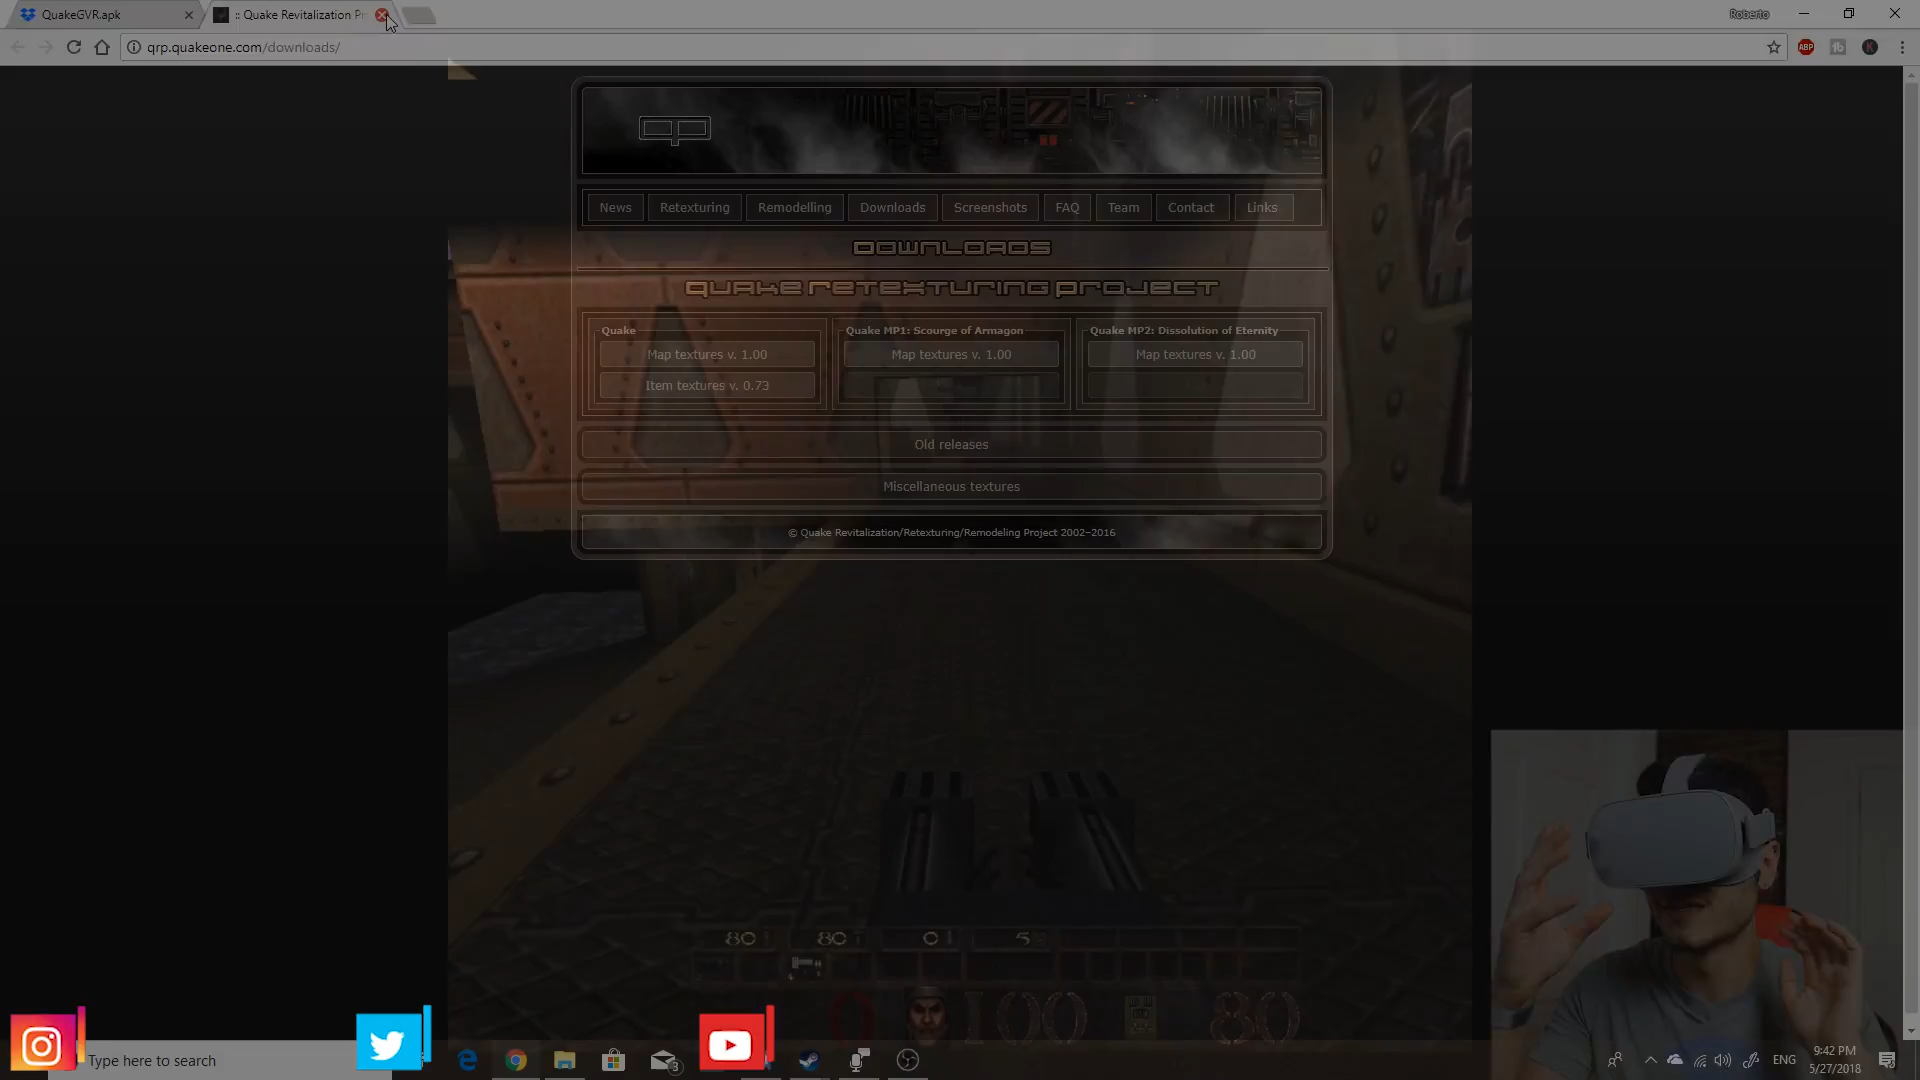 QuakeGVR.apk
:: Quake Revitalization Pr
Roberto
qrp.quakeone.com/downloads/
ABP
K
qrp
News
Retexturing
Remodelling
Downloads
Screenshots
FAQ
Team
Contact
Links
DOWNLOADS
QUAKE RETEXTURING PROJECT
Quake
Map textures v. 1.00
Item textures v. 0.73
Quake MP1: Scourge of Armagon
Map textures v. 1.00
Quake MP2: Dissolution of Eternity
Map textures v. 1.00
Old releases
Miscellaneous textures
© Quake Revitalization/Retexturing/Remodeling Project 2002–2016
80
80
0
5
0
100
80
Type here to search
3
ENG
9:42 PM
5/27/2018